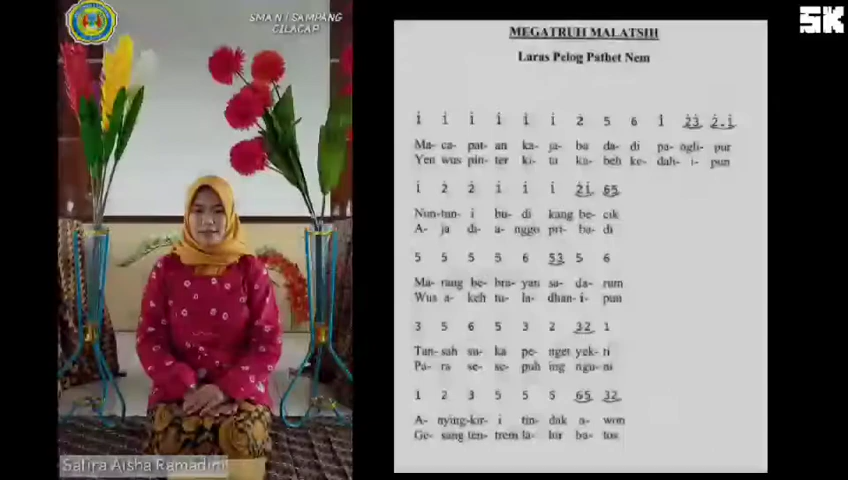 SMA N 1 SAMPANG
CILACAP
SK
MEGATRUH MALATSIH
Laras Pelog Pathet Nem
i i i i i i 2 5 6 i 2̇3̇ 2̇.i
Ma- ca- pat- an ka- ja- ba da- di pa- ngli- pur
Yen wus pin- ter ki- ta ka- beh ke- dah- i- pun
i 2̇ 2̇ i i i 2̇i 65
Nun-tun- i bu- di kang be- cik
A- ja di- a- nggo pri- ba- di
5 5 5 5 6 53 5 6
Ma- rang be- bra- yan sa- da- rum
Wus a- keh tu- la- dhan- i- pun
3 5 6 5 3 2 32 1
Tan- sah su- ka pe- nget yek- ti
Pa- ra se- se- puh ing ngu- ni
1 2 3 5 5 5 65 32
A- nying-kir- i tin- dak a- won
Ge- sang ten- trem la- hir ba- tos
Safira Aisha Ramadini